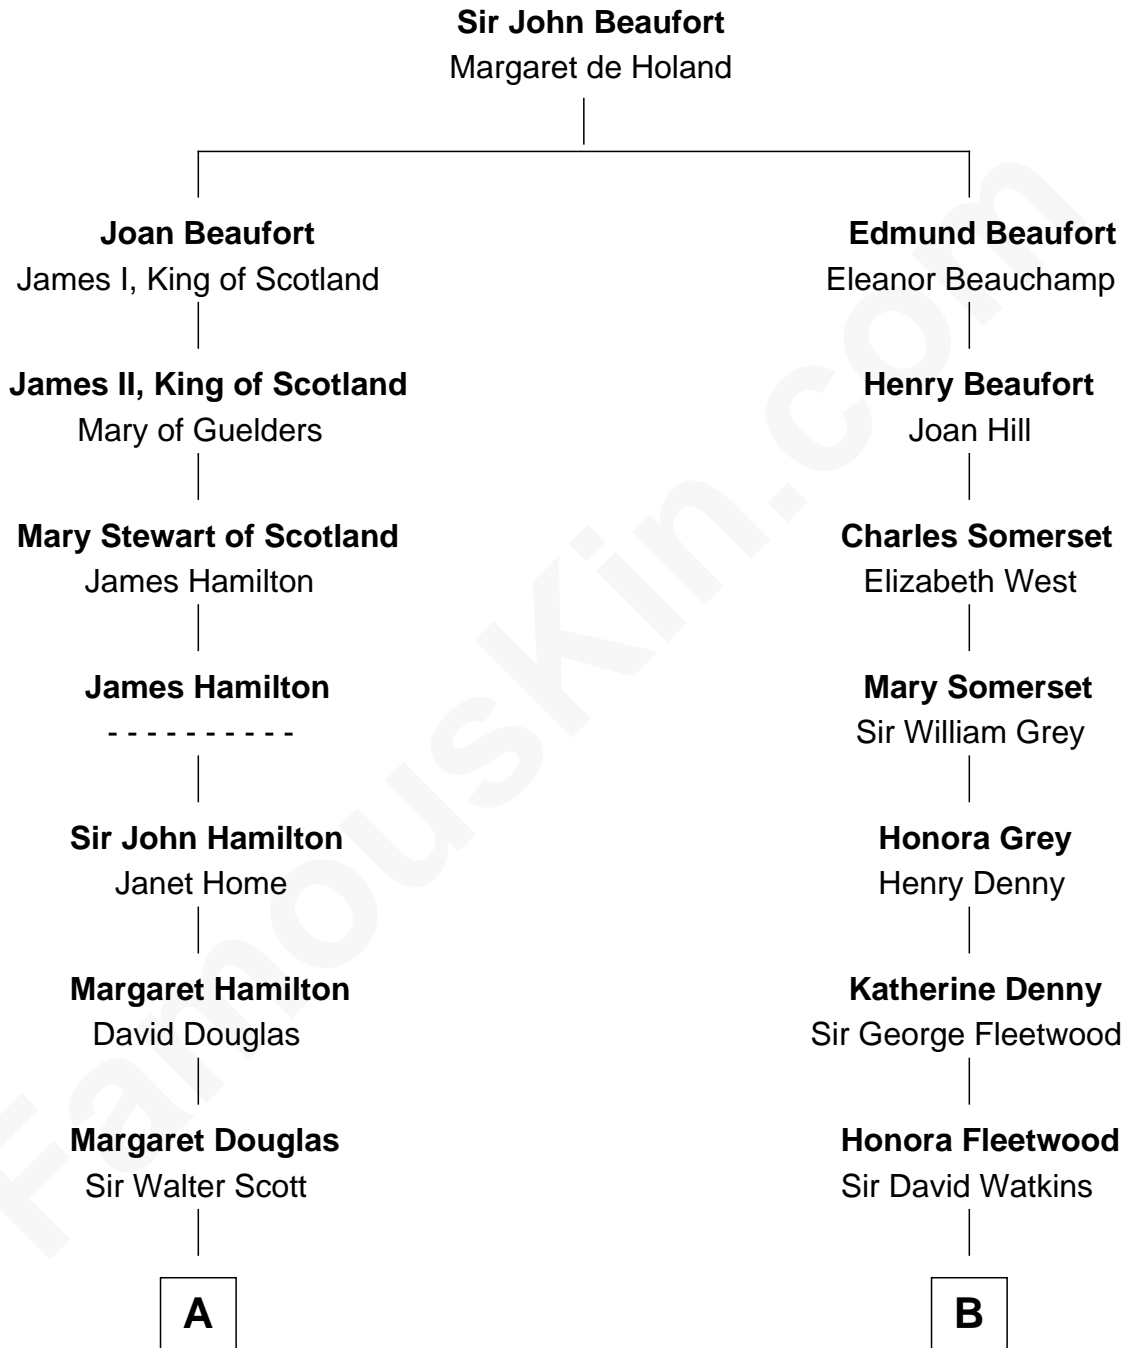 Sir John Beaufort
Margaret de Holand
Joan Beaufort
James I, King of Scotland
James II, King of Scotland
Mary of Guelders
Mary Stewart of Scotland
James Hamilton
James Hamilton
- - - - - - - - - -
Sir John Hamilton
Janet Home
Margaret Hamilton
David Douglas
Margaret Douglas
Sir Walter Scott
A
Edmund Beaufort
Eleanor Beauchamp
Henry Beaufort
Joan Hill
Charles Somerset
Elizabeth West
Mary Somerset
Sir William Grey
Honora Grey
Henry Denny
Katherine Denny
Sir George Fleetwood
Honora Fleetwood
Sir David Watkins
B
FamousKin.com